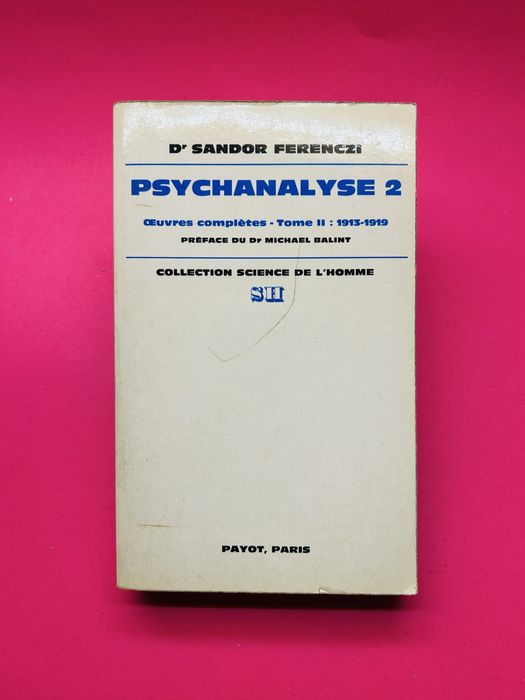 Dr SANDOR FERENCZI
PSYCHANALYSE 2
Œuvres complètes - Tome II : 1913-1919
PRÉFACE DU Dr MICHAEL BALINT
COLLECTION SCIENCE DE L'HOMME
SH
PAYOT, PARIS